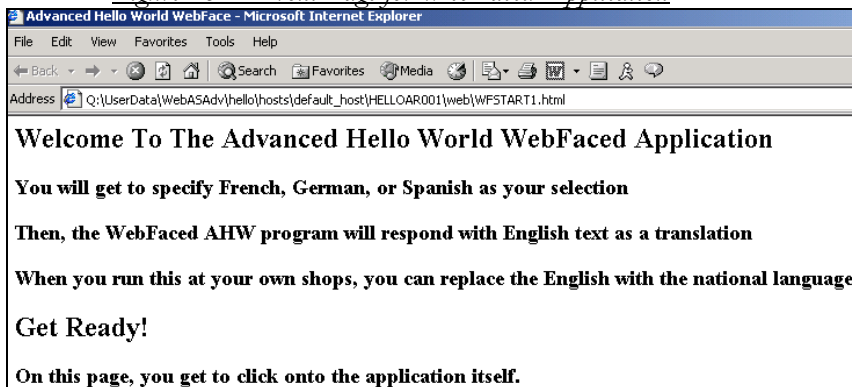 Advanced Hello World WebFace - Microsoft Internet Explorer
File Edit View Favorites Tools Help
Back Search Favorites Media
Address Q:\UserData\WebASAdv\hello\hosts\default_host\HELLOAR001\web\WFSTART1.html
Welcome To The Advanced Hello World WebFaced Application
You will get to specify French, German, or Spanish as your selection
Then, the WebFaced AHW program will respond with English text as a translation
When you run this at your own shops, you can replace the English with the national language
Get Ready!
On this page, you get to click onto the application itself.